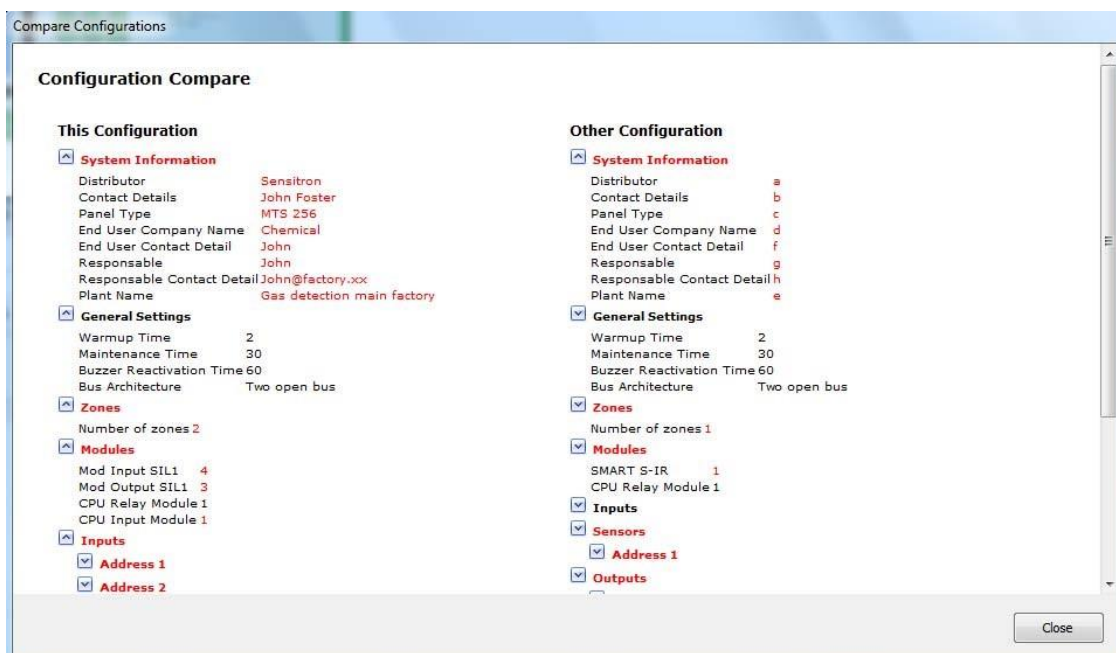 Compare Configurations
Configuration Compare
This Configuration
System Information
Distributor Sensitron
Contact Details John Foster
Panel Type MTS 256
End User Company Name Chemical
End User Contact Detail John
Responsable John
Responsable Contact Detail John@factory.xx
Plant Name Gas detection main factory
General Settings
Warmup Time 2
Maintenance Time 30
Buzzer Reactivation Time 60
Bus Architecture Two open bus
Zones
Number of zones 2
Modules
Mod Input SIL1 4
Mod Output SIL1 3
CPU Relay Module 1
CPU Input Module 1
Inputs
Address 1
Address 2
Other Configuration
System Information
Distributor a
Contact Details b
Panel Type c
End User Company Name d
End User Contact Detail f
Responsable g
Responsable Contact Detail h
Plant Name e
General Settings
Warmup Time 2
Maintenance Time 30
Buzzer Reactivation Time 60
Bus Architecture Two open bus
Zones
Number of zones 1
Modules
SMART S-IR 1
CPU Relay Module 1
Inputs
Sensors
Address 1
Outputs
Close